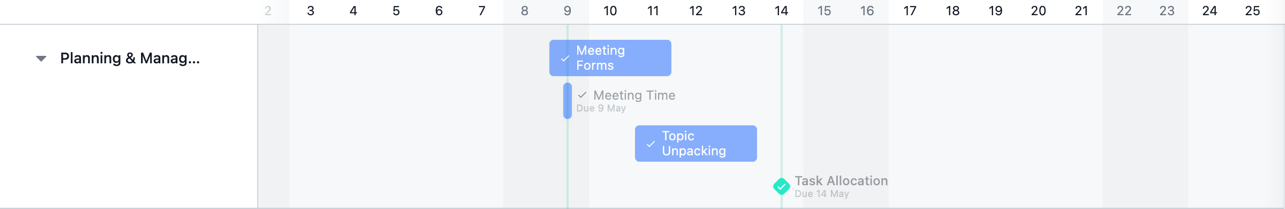 2 3 4 5 6 7 8 9 10 11 12 13 14 15 16 17 18 19 20 21 22 23 24 25
Planning & Manag...
Meeting
Forms
Meeting Time
Due 9 May
Topic
Unpacking
Task Allocation
Due 14 May